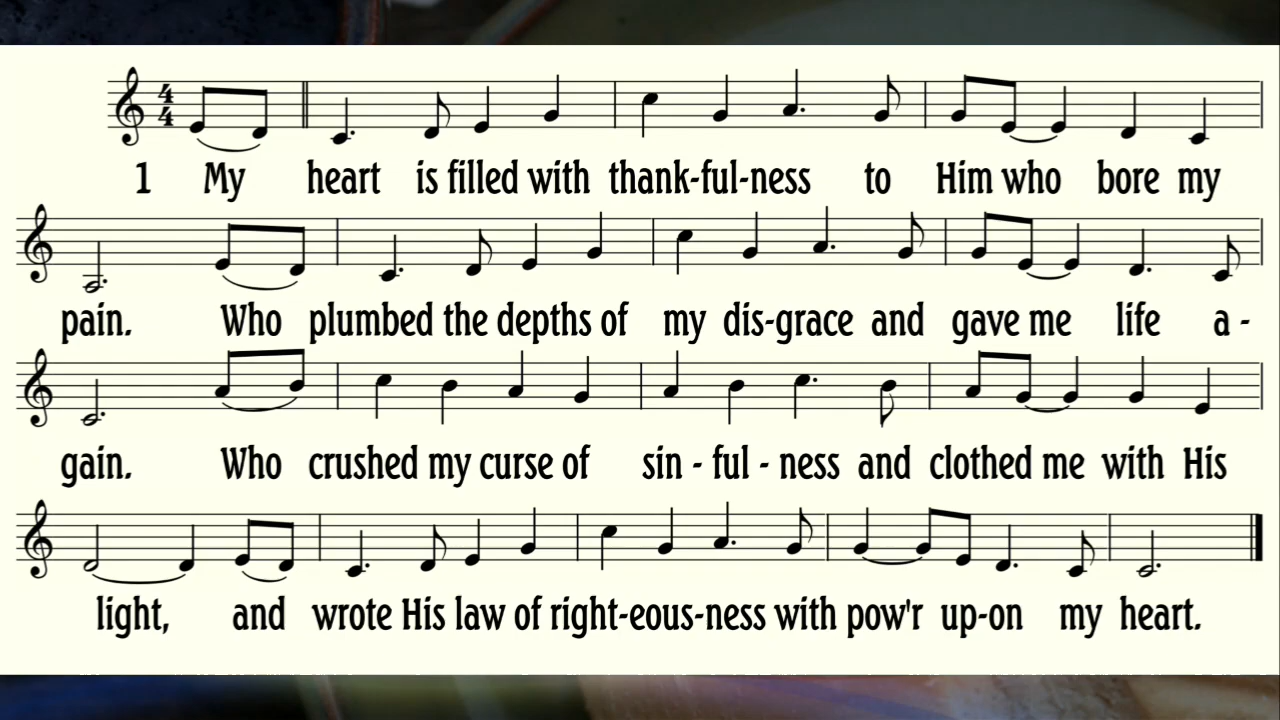 4
4
1 My heart is filled with thank-ful-ness to Him who bore my
pain. Who plumbed the depths of my dis-grace and gave me life a -
gain. Who crushed my curse of sin - ful - ness and clothed me with His
light, and wrote His law of right-eous-ness with pow'r up-on my heart.